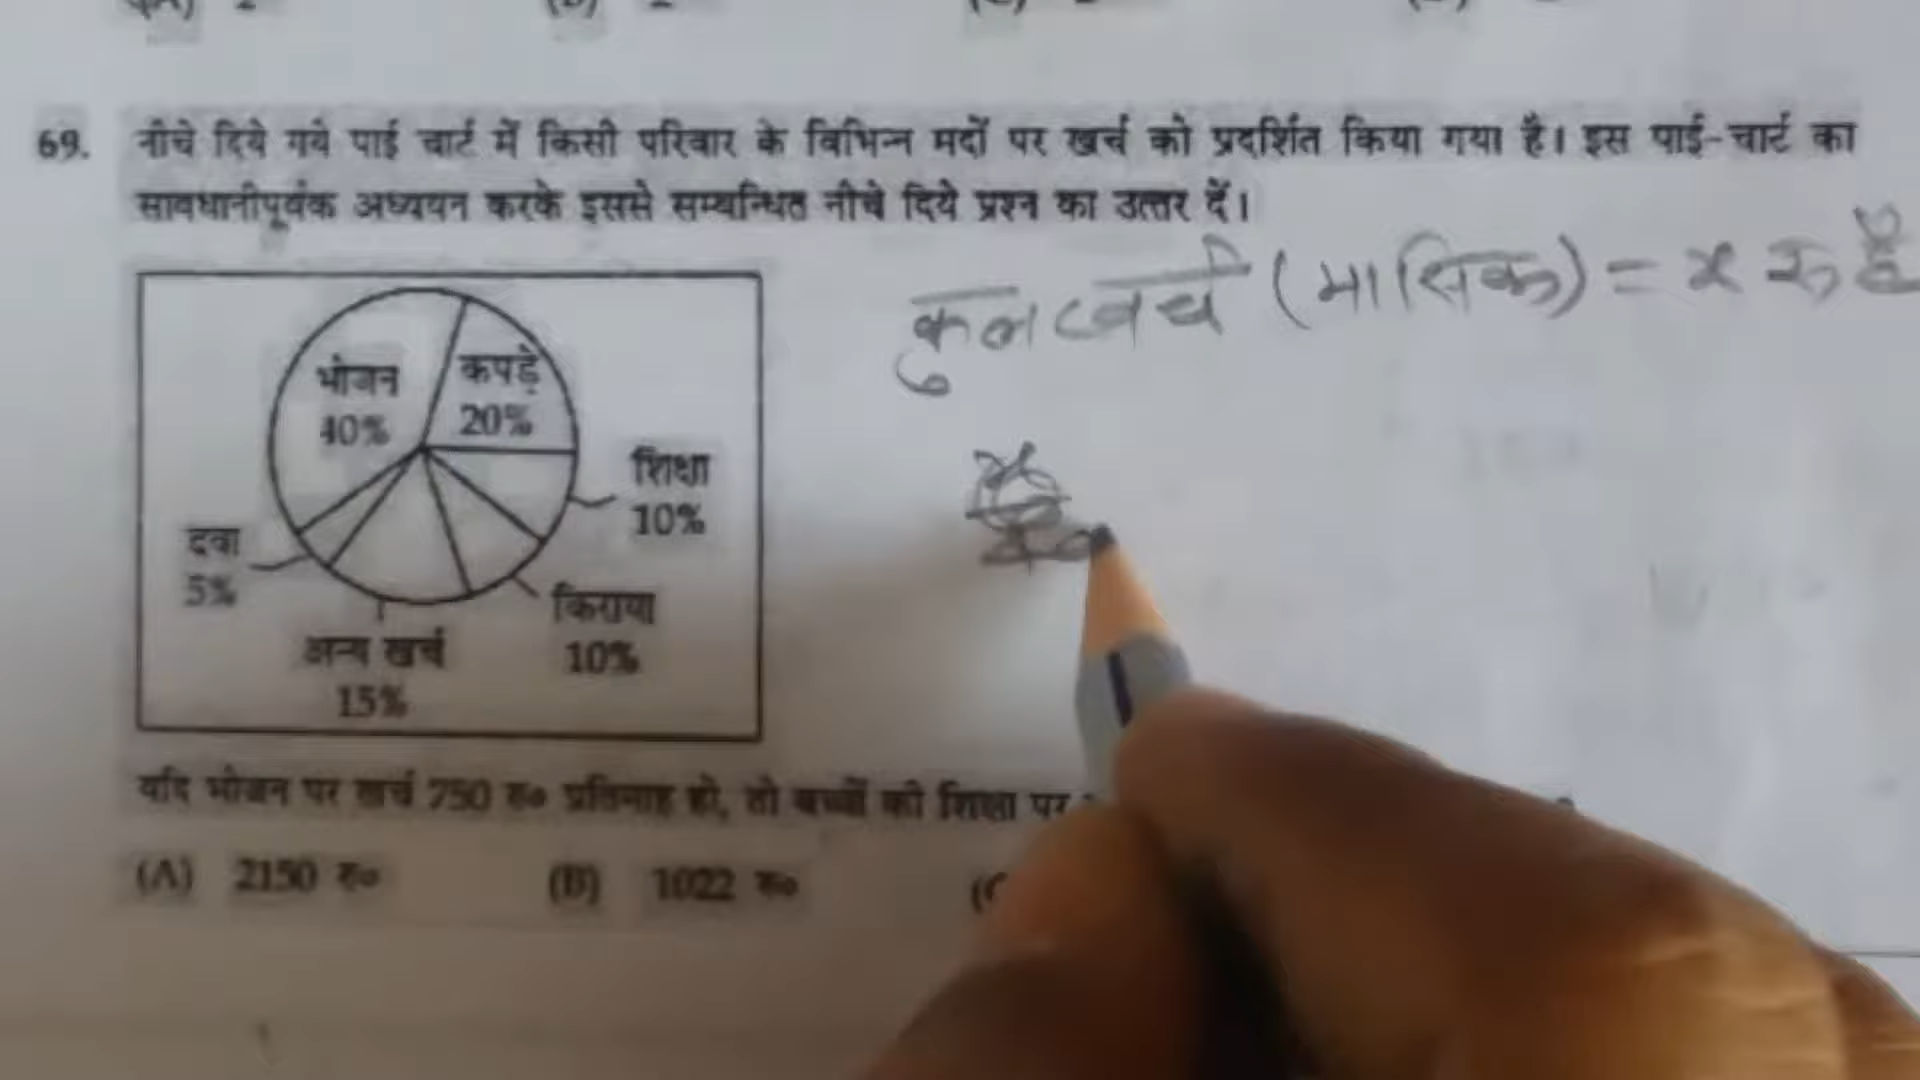 69. नीचे दिये गये पाई चार्ट में किसी परिवार के विभिन्न मदों पर खर्च को प्रदर्शित किया गया है। इस पाई-चार्ट का
सावधानीपूर्वक अध्ययन करके इससे सम्बन्धित नीचे दिये प्रश्न का उत्तर दें।
कुल खर्च (मासिक) = x रु है
भोजन
40%
कपड़े
20%
शिक्षा
10%
दवा
5%
किराया
10%
अन्य खर्च
15%
यदि भोजन पर खर्च 750 रु० प्रतिमाह हो, तो बच्चों की शिक्षा पर
(A) 2150 रु० (B) 1022 रु० (C